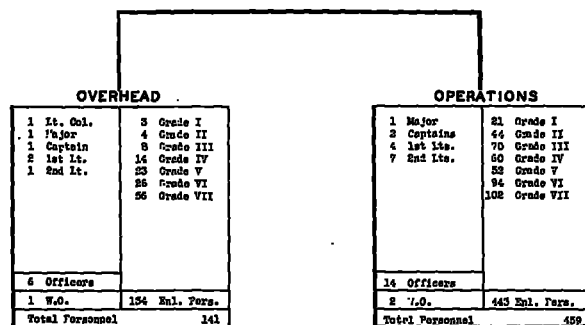 OVERHEAD
1 Lt. Col.
1 Major
1 Captain
2 1st Lt.
1 2nd Lt.
3 Grade I
4 Grade II
8 Grade III
14 Grade IV
23 Grade V
26 Grade VI
56 Grade VII
6 Officers
1 W.O.
134 Enl. Pers.
Total Personnel 141
OPERATIONS
1 Major
2 Captains
4 1st Lts.
7 2nd Lts.
21 Grade I
44 Grade II
70 Grade III
60 Grade IV
52 Grade V
94 Grade VI
102 Grade VII
14 Officers
2 W.O.
443 Enl. Pers.
Total Personnel 459